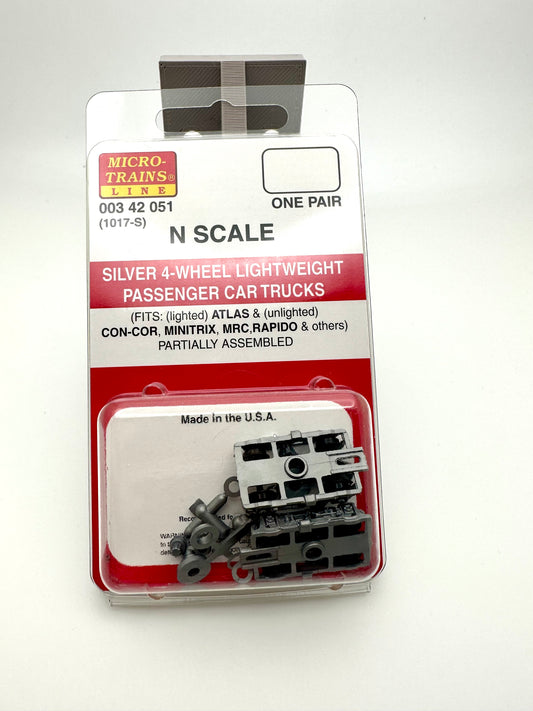 MICRO-
TRAINS®
LINE
003 42 051
(1017-S)
ONE PAIR
N SCALE
SILVER 4-WHEEL LIGHTWEIGHT
PASSENGER CAR TRUCKS
(FITS: (lighted) ATLAS & (unlighted)
CON-COR, MINITRIX, MRC,RAPIDO & others)
PARTIALLY ASSEMBLED
Made in the U.S.A.